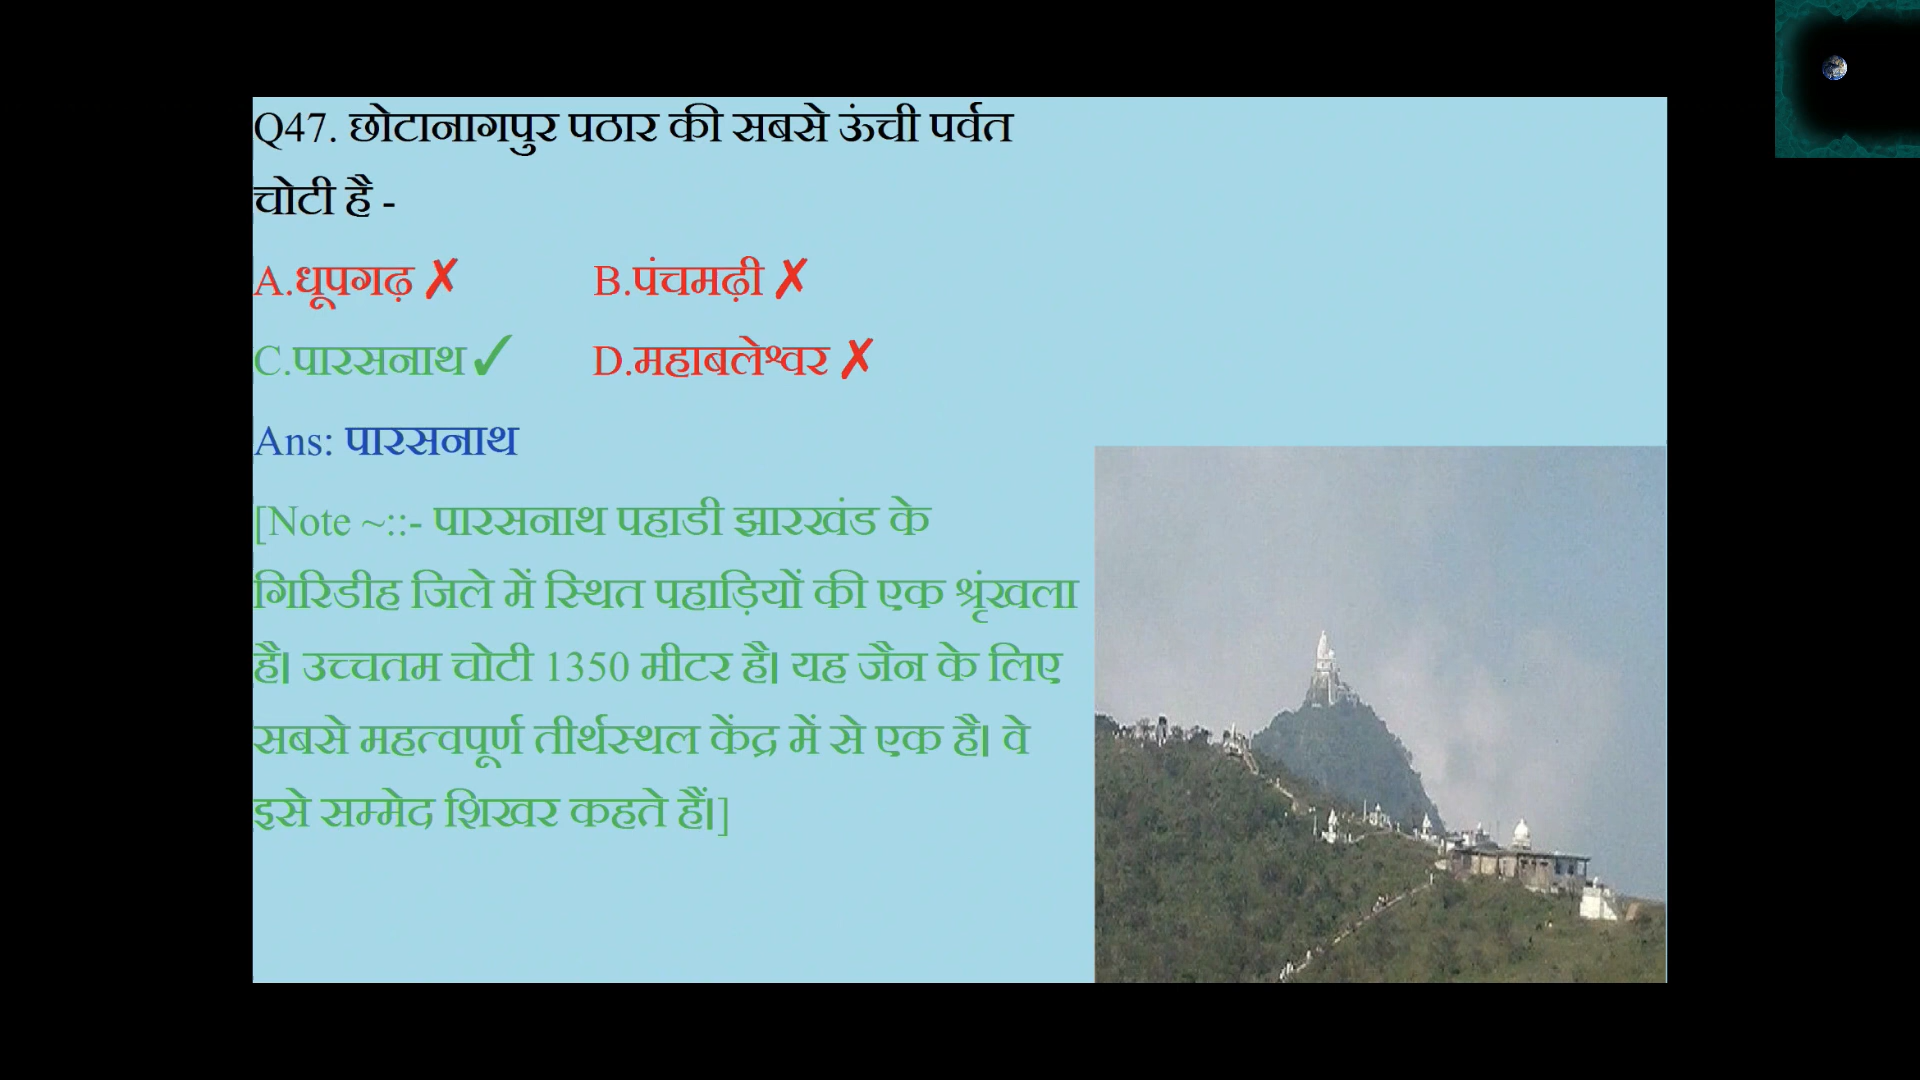 Q47. छोटानागपुर पठार की सबसे ऊंची पर्वत
चोटी है -
A.धूपगढ़ ✗ B.पंचमढ़ी ✗
C.पारसनाथ ✓ D.महाबलेश्वर ✗
Ans: पारसनाथ
[Note ~::- पारसनाथ पहाडी झारखंड के
गिरिडीह जिले में स्थित पहाड़ियों की एक श्रृंखला
है। उच्चतम चोटी 1350 मीटर है। यह जैन के लिए
सबसे महत्वपूर्ण तीर्थस्थल केंद्र में से एक है। वे
इसे सम्मेद शिखर कहते हैं।]